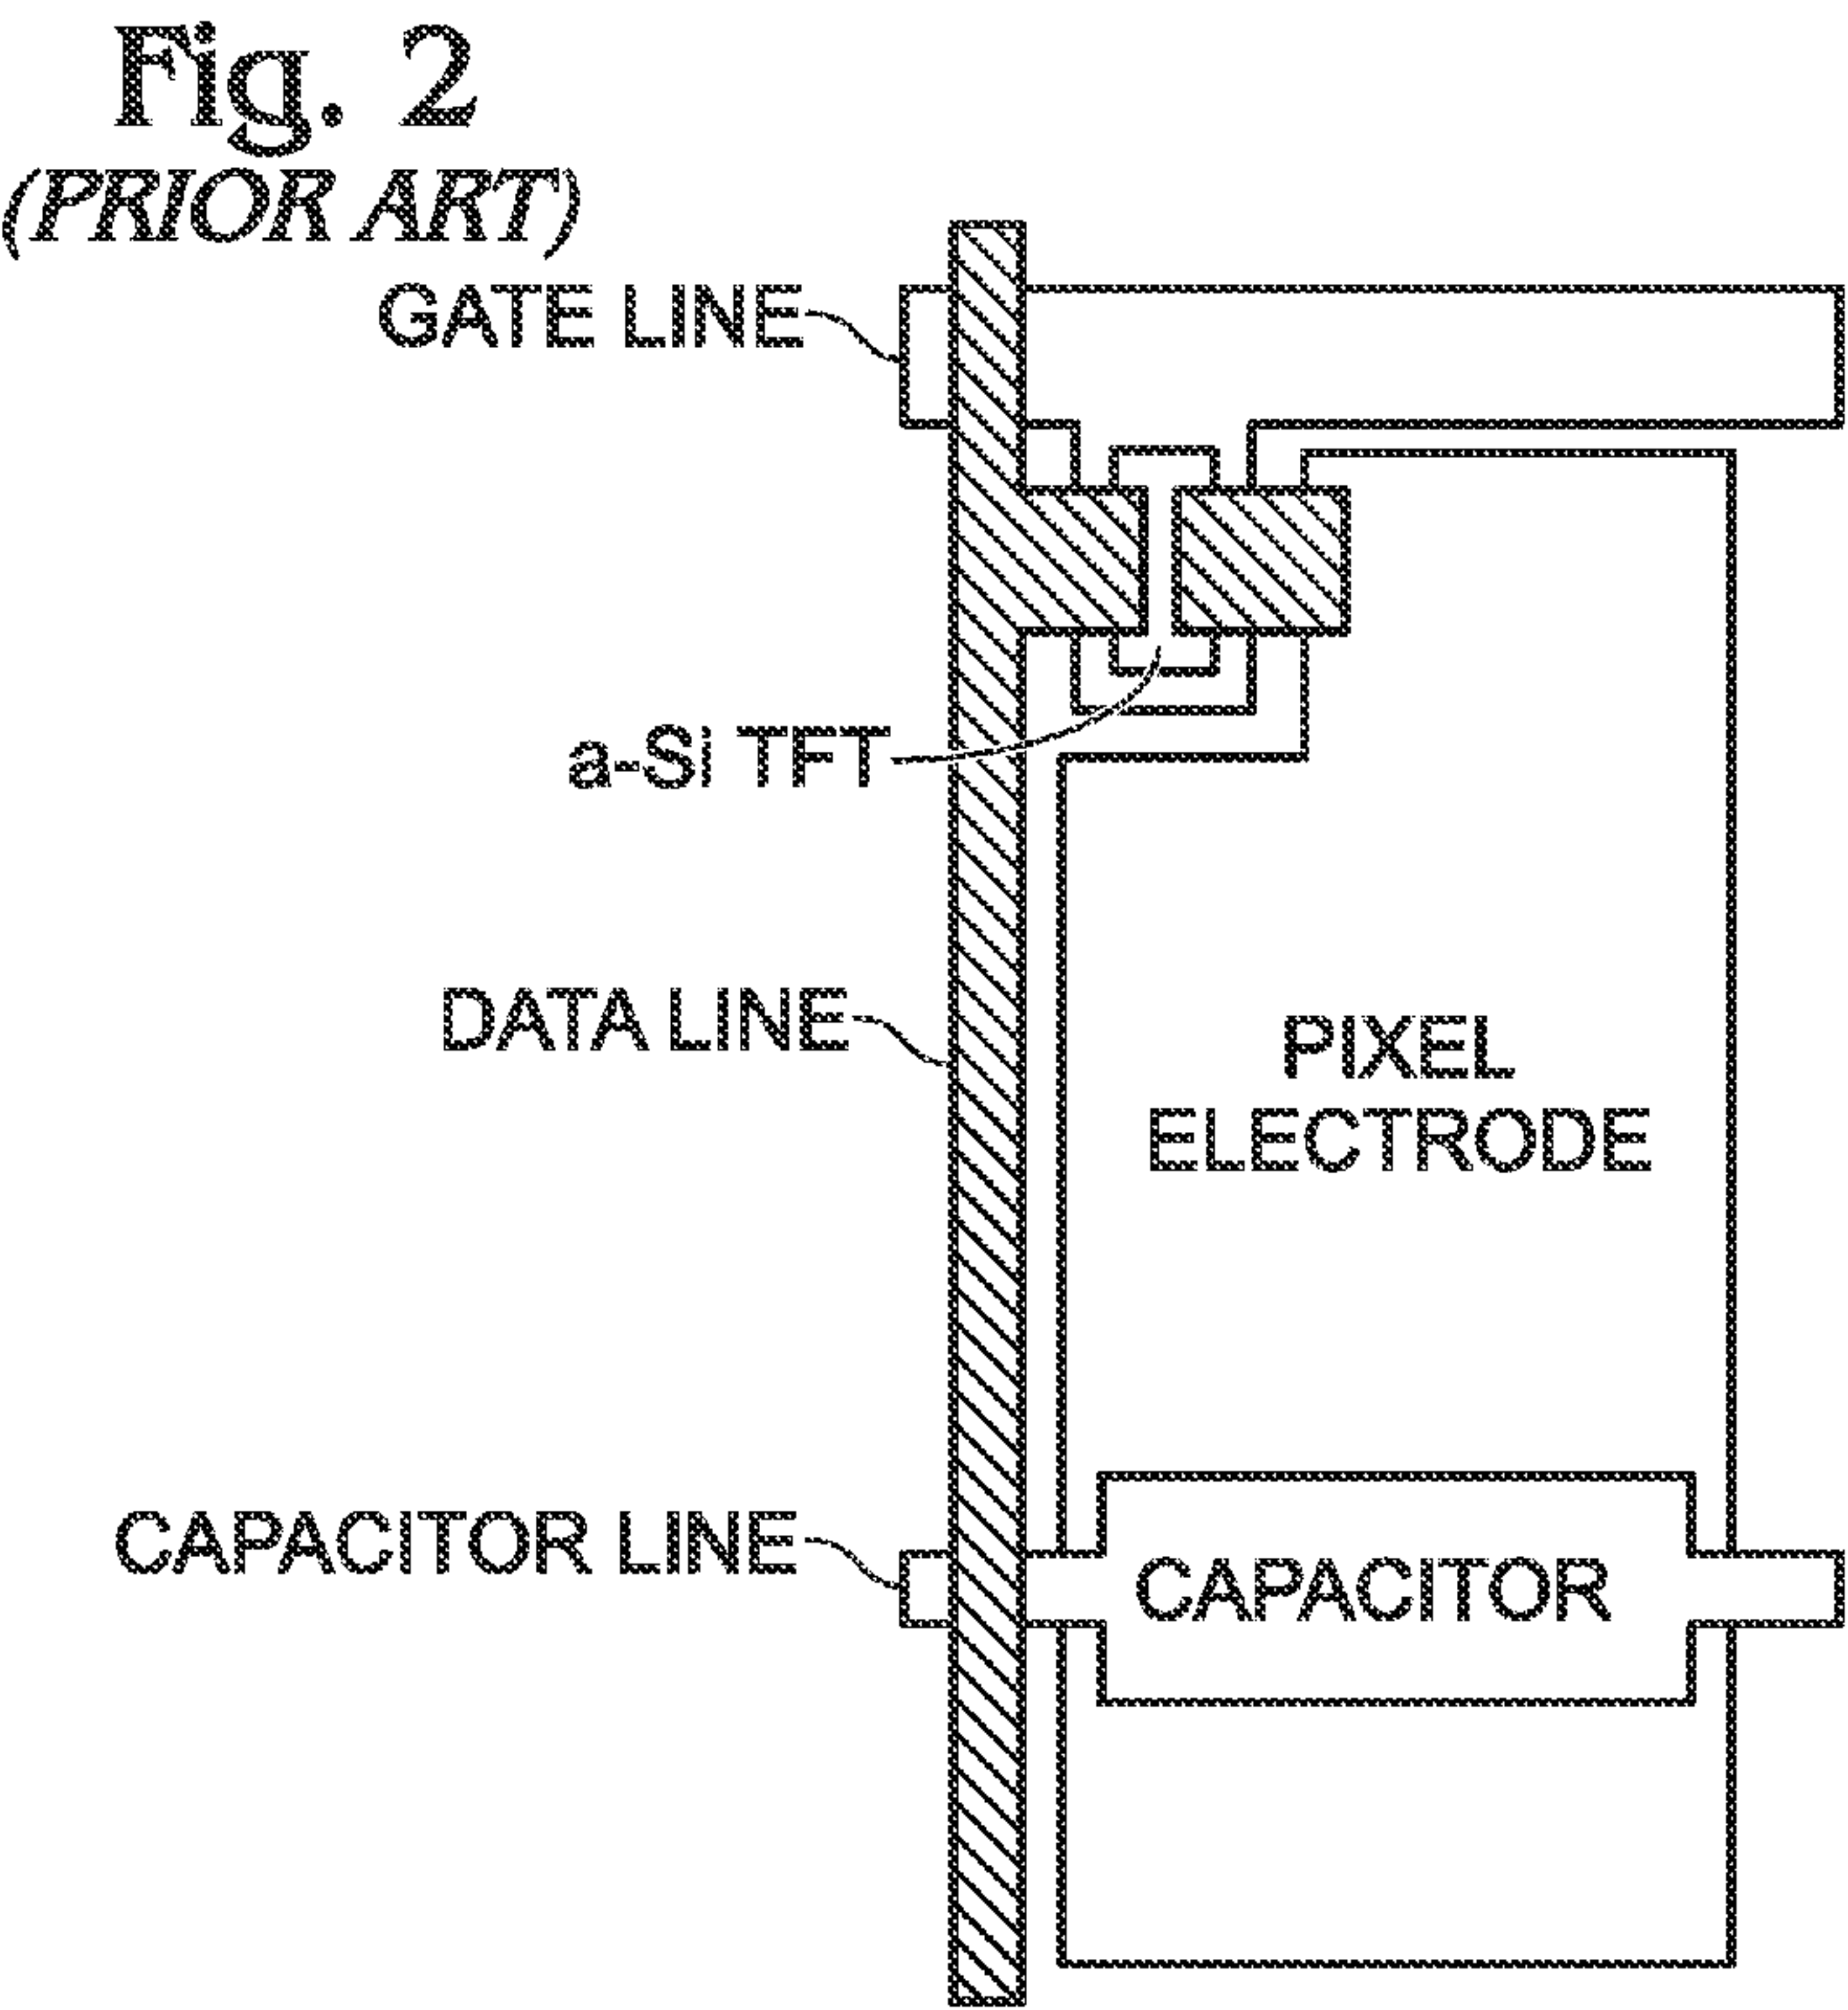 Fig. 2
(PRIOR ART)
GATE LINE
a-Si TFT
DATA LINE
PIXEL
ELECTRODE
CAPACITOR LINE
CAPACITOR